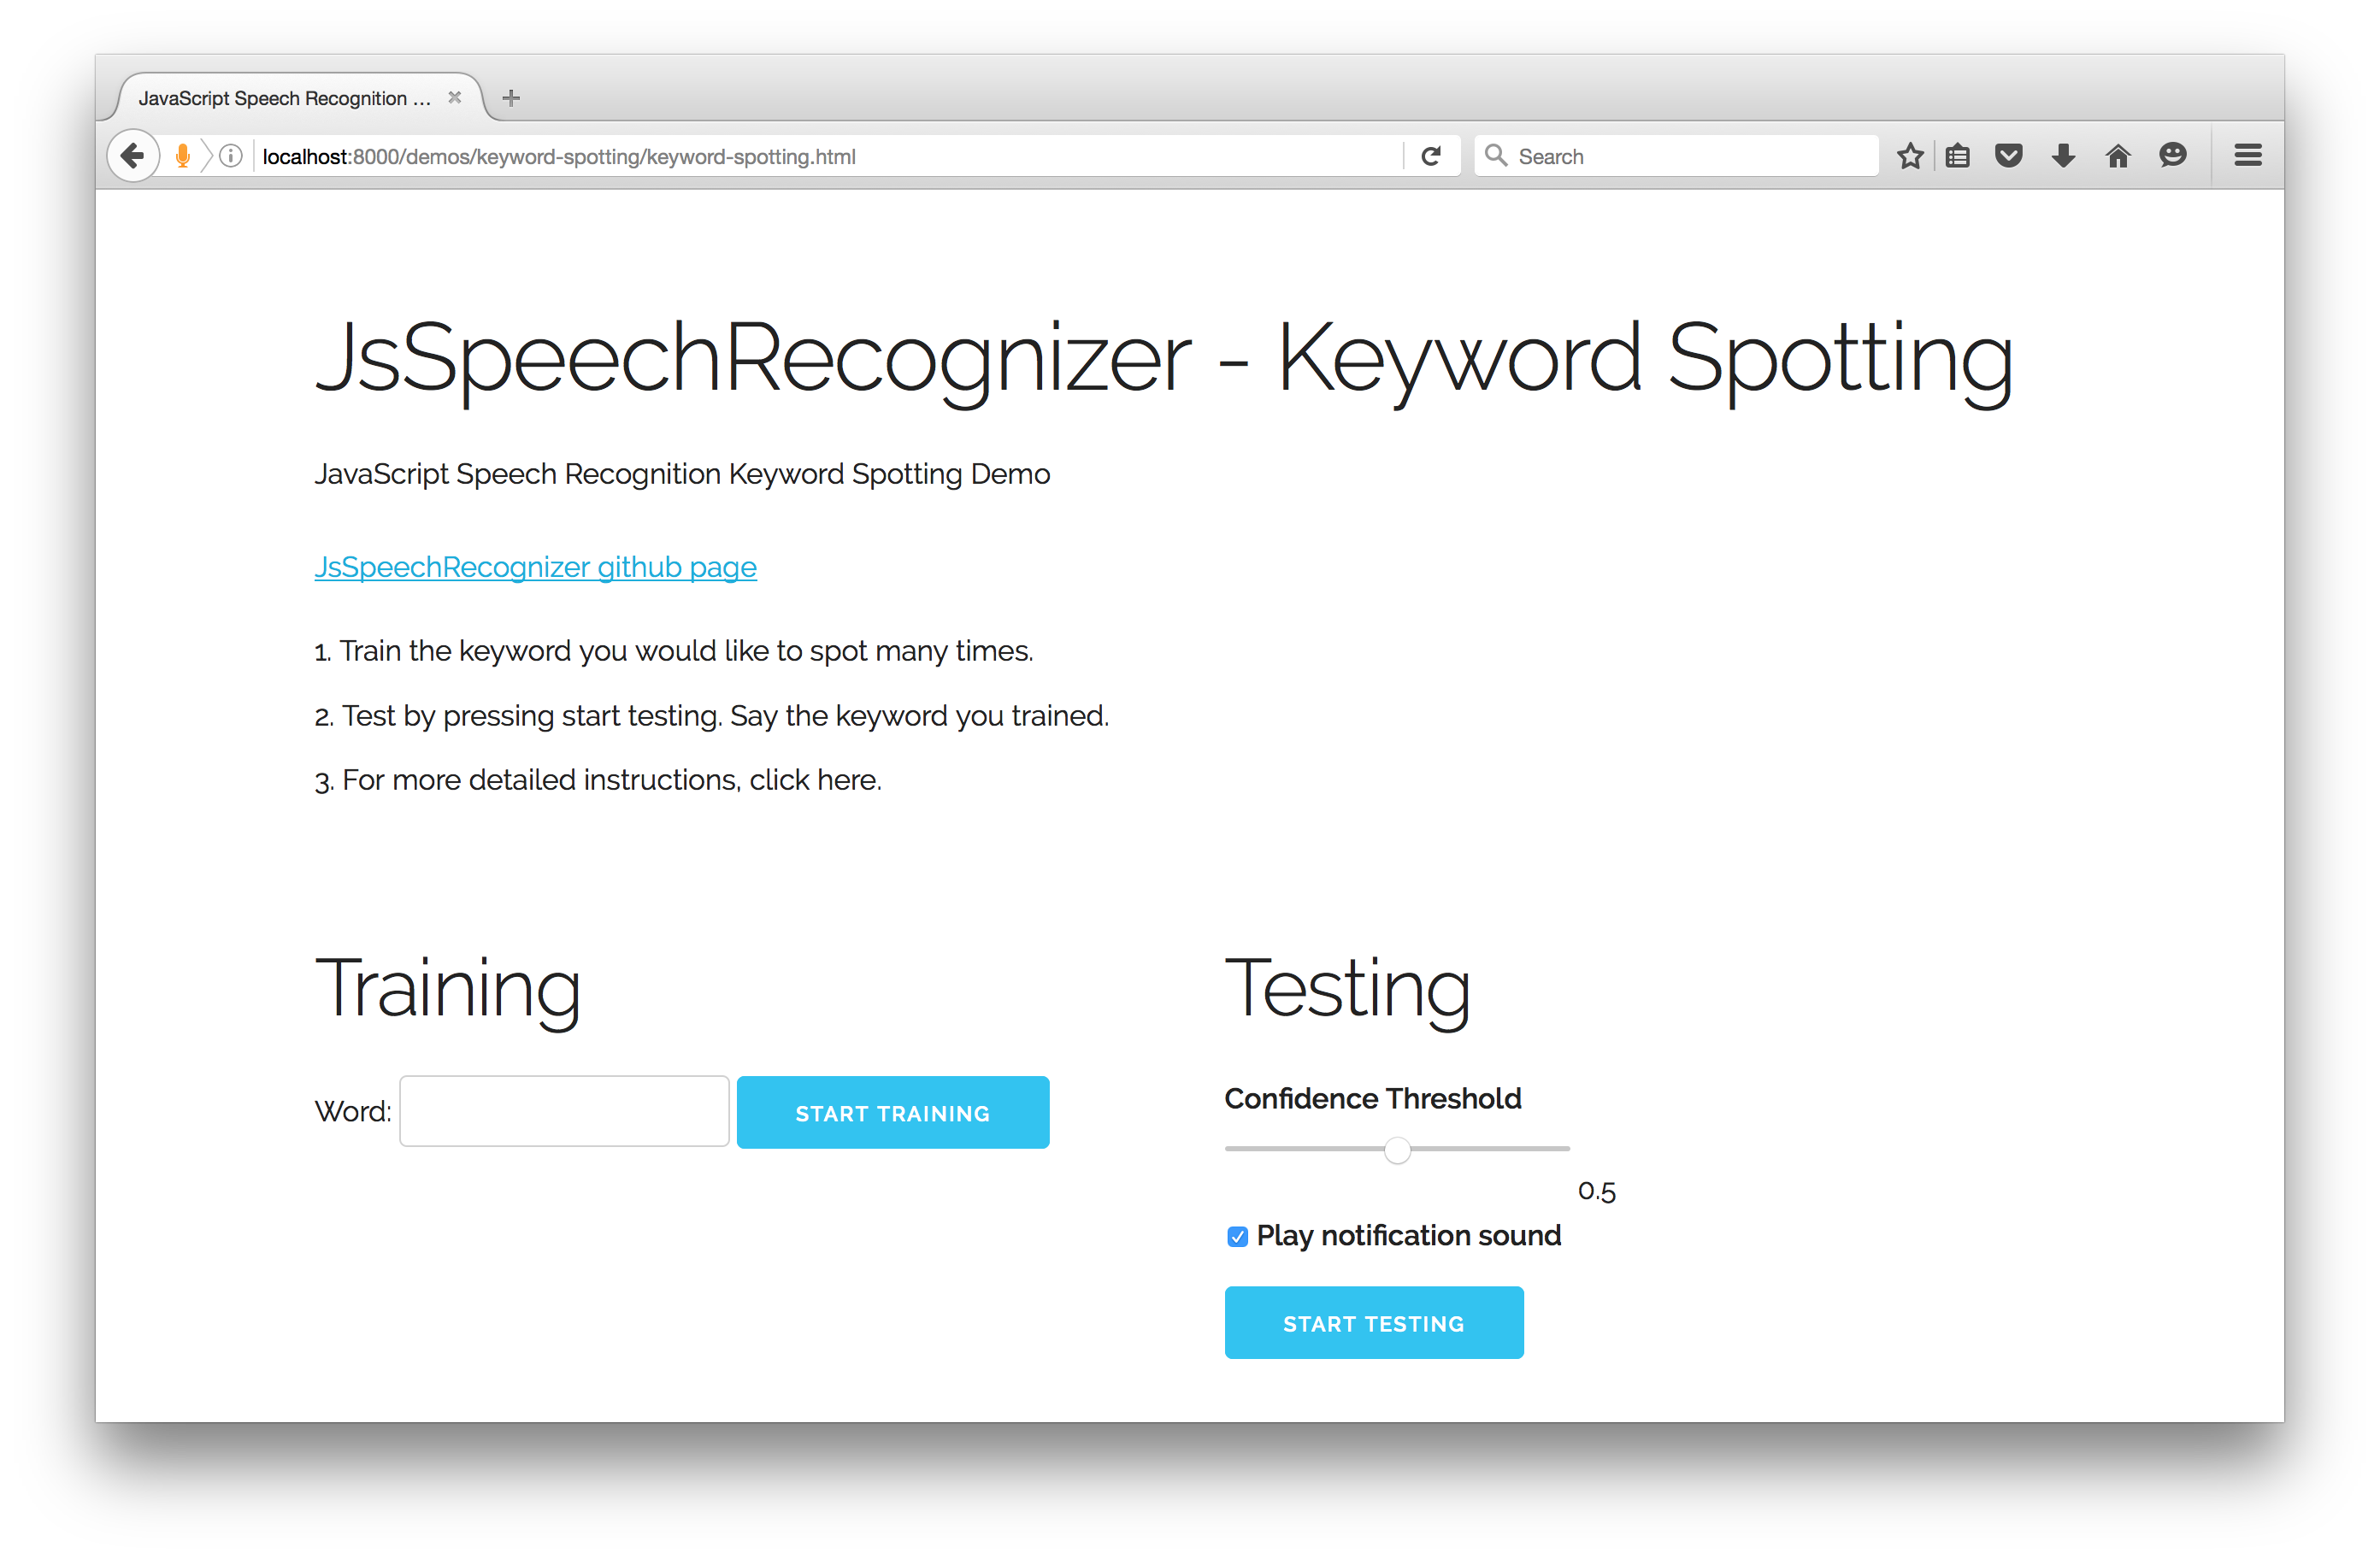 JavaScript Speech Recognition ...
localhost:8000/demos/keyword-spotting/keyword-spotting.html
Search
JsSpeechRecognizer - Keyword Spotting
JavaScript Speech Recognition Keyword Spotting Demo
JsSpeechRecognizer github page
1. Train the keyword you would like to spot many times.
2. Test by pressing start testing. Say the keyword you trained.
3. For more detailed instructions, click here.
Training
Word:
START TRAINING
Testing
Confidence Threshold
0.5
Play notification sound
START TESTING